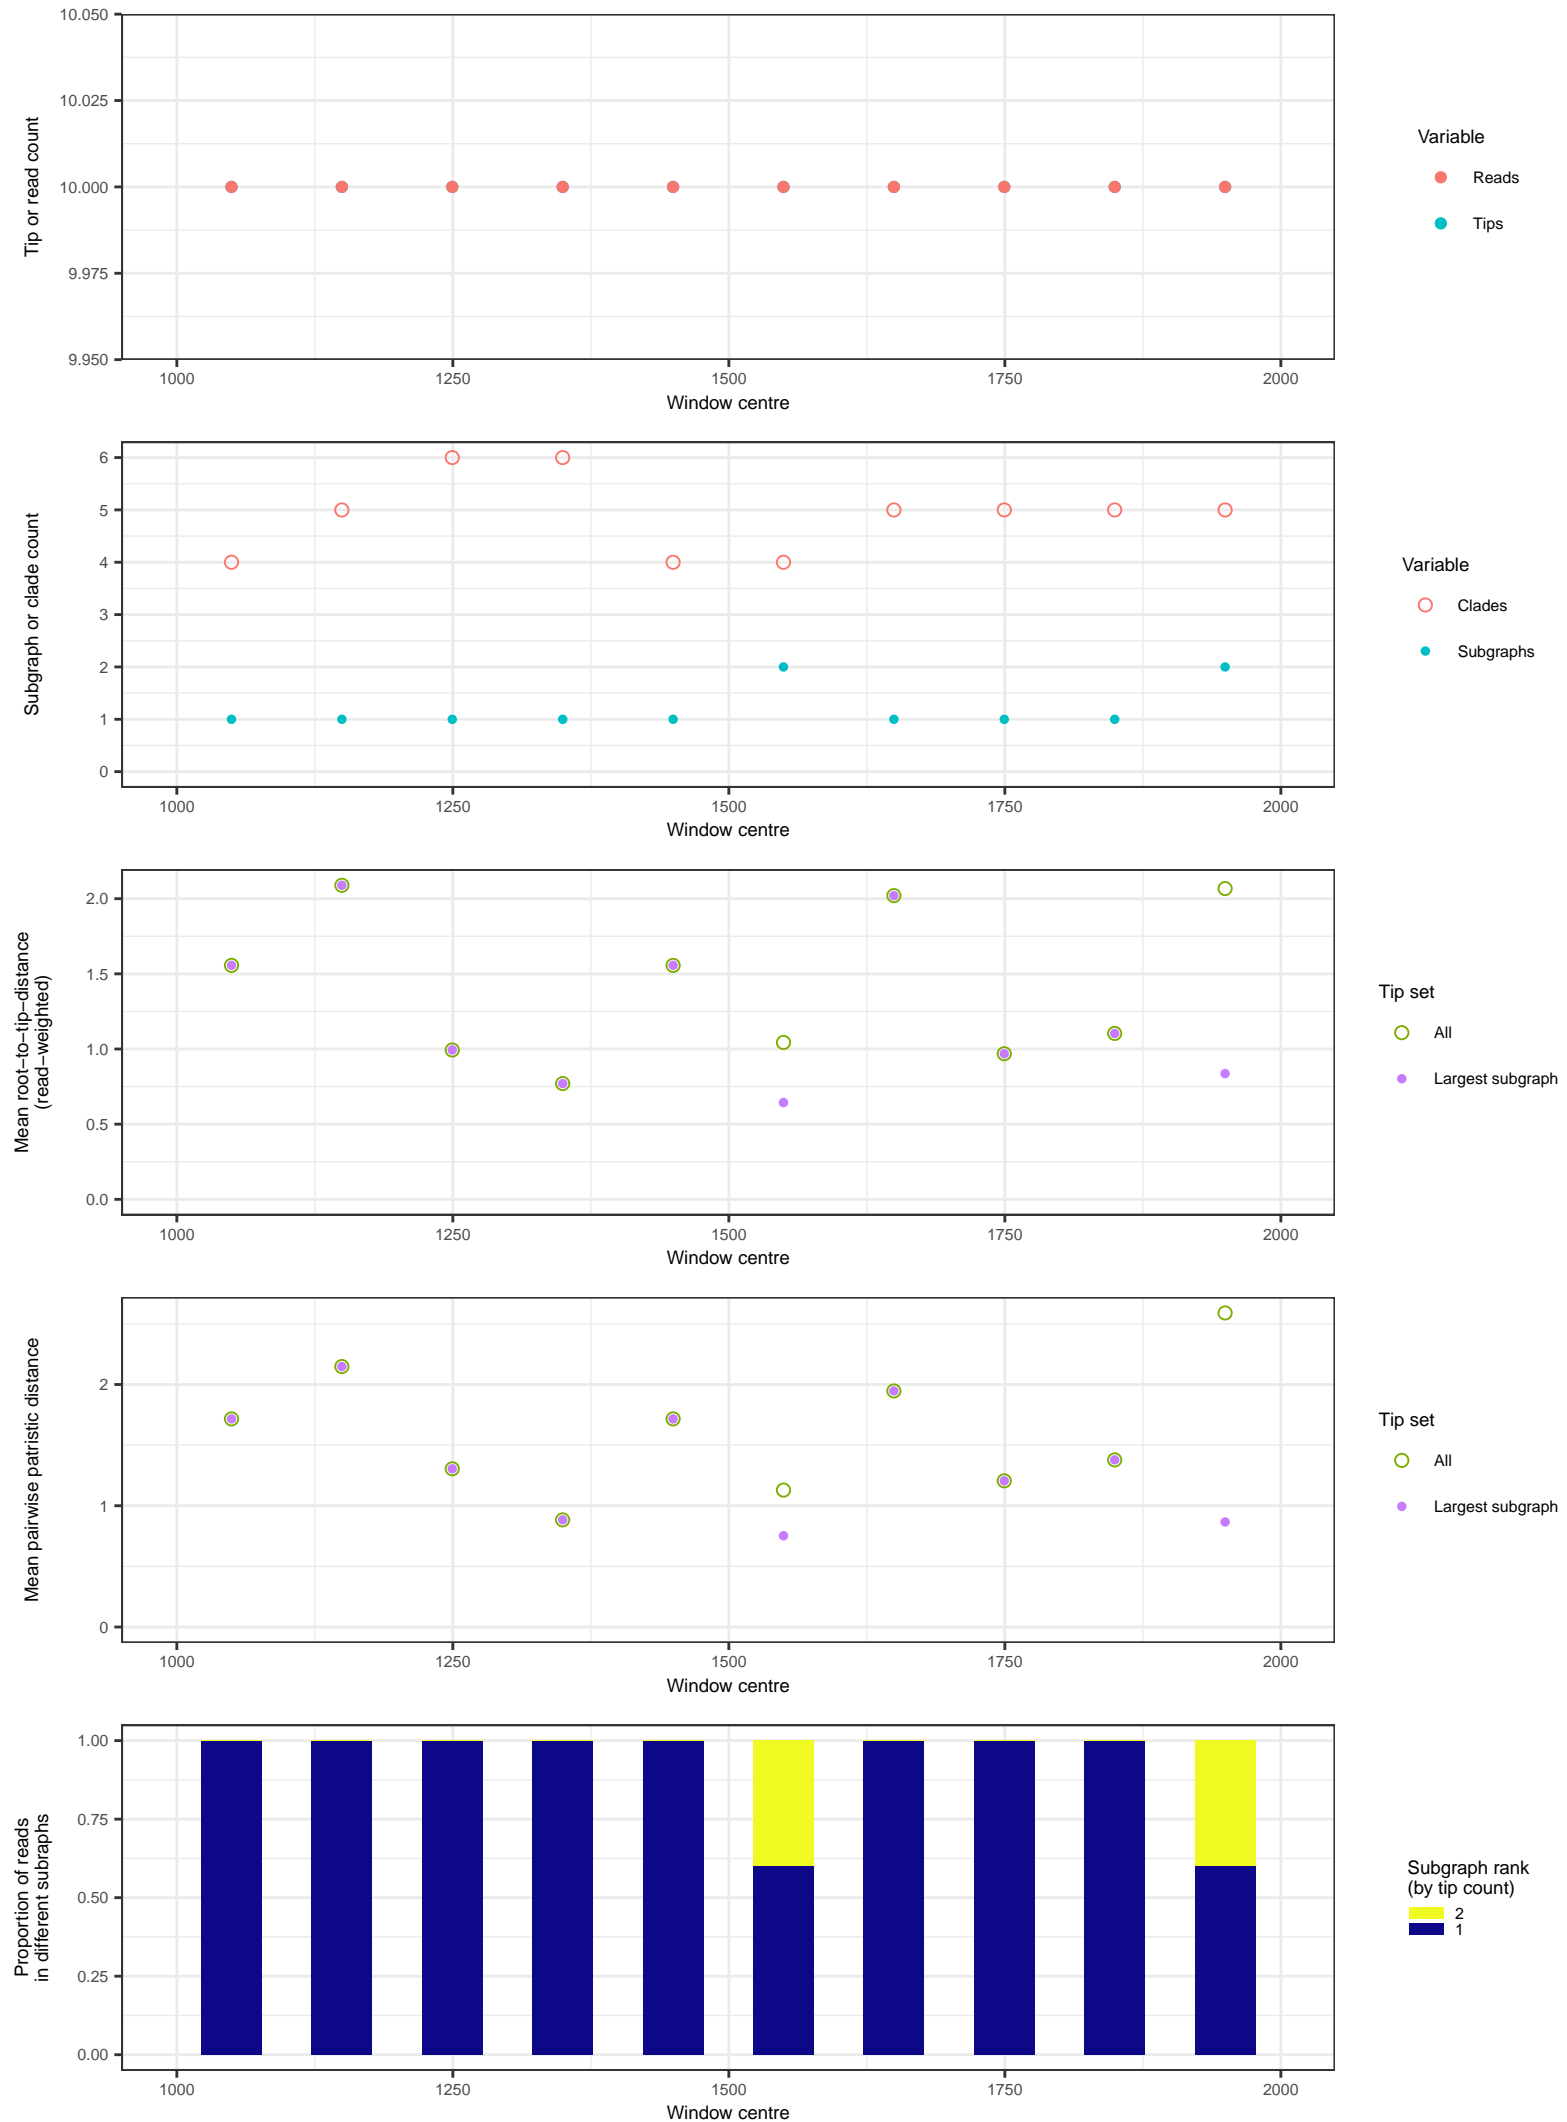 10.050
10.025
10.000
9.975
9.950
Tip or read count
1000 1250 1500 1750 2000
Window centre
Variable
Reads
Tips
6
5
4
3
2
1
0
Subgraph or clade count
1000 1250 1500 1750 2000
Window centre
Variable
Clades
Subgraphs
2.0
1.5
1.0
0.5
0.0
Mean root−to−tip−distance
(read−weighted)
1000 1250 1500 1750 2000
Window centre
Tip set
All
Largest subgraph
2
1
0
Mean pairwise patristic distance
1000 1250 1500 1750 2000
Window centre
Tip set
All
Largest subgraph
1.00
0.75
0.50
0.25
0.00
Proportion of reads
in different subraphs
1000 1250 1500 1750 2000
Window centre
Subgraph rank
(by tip count)
2
1